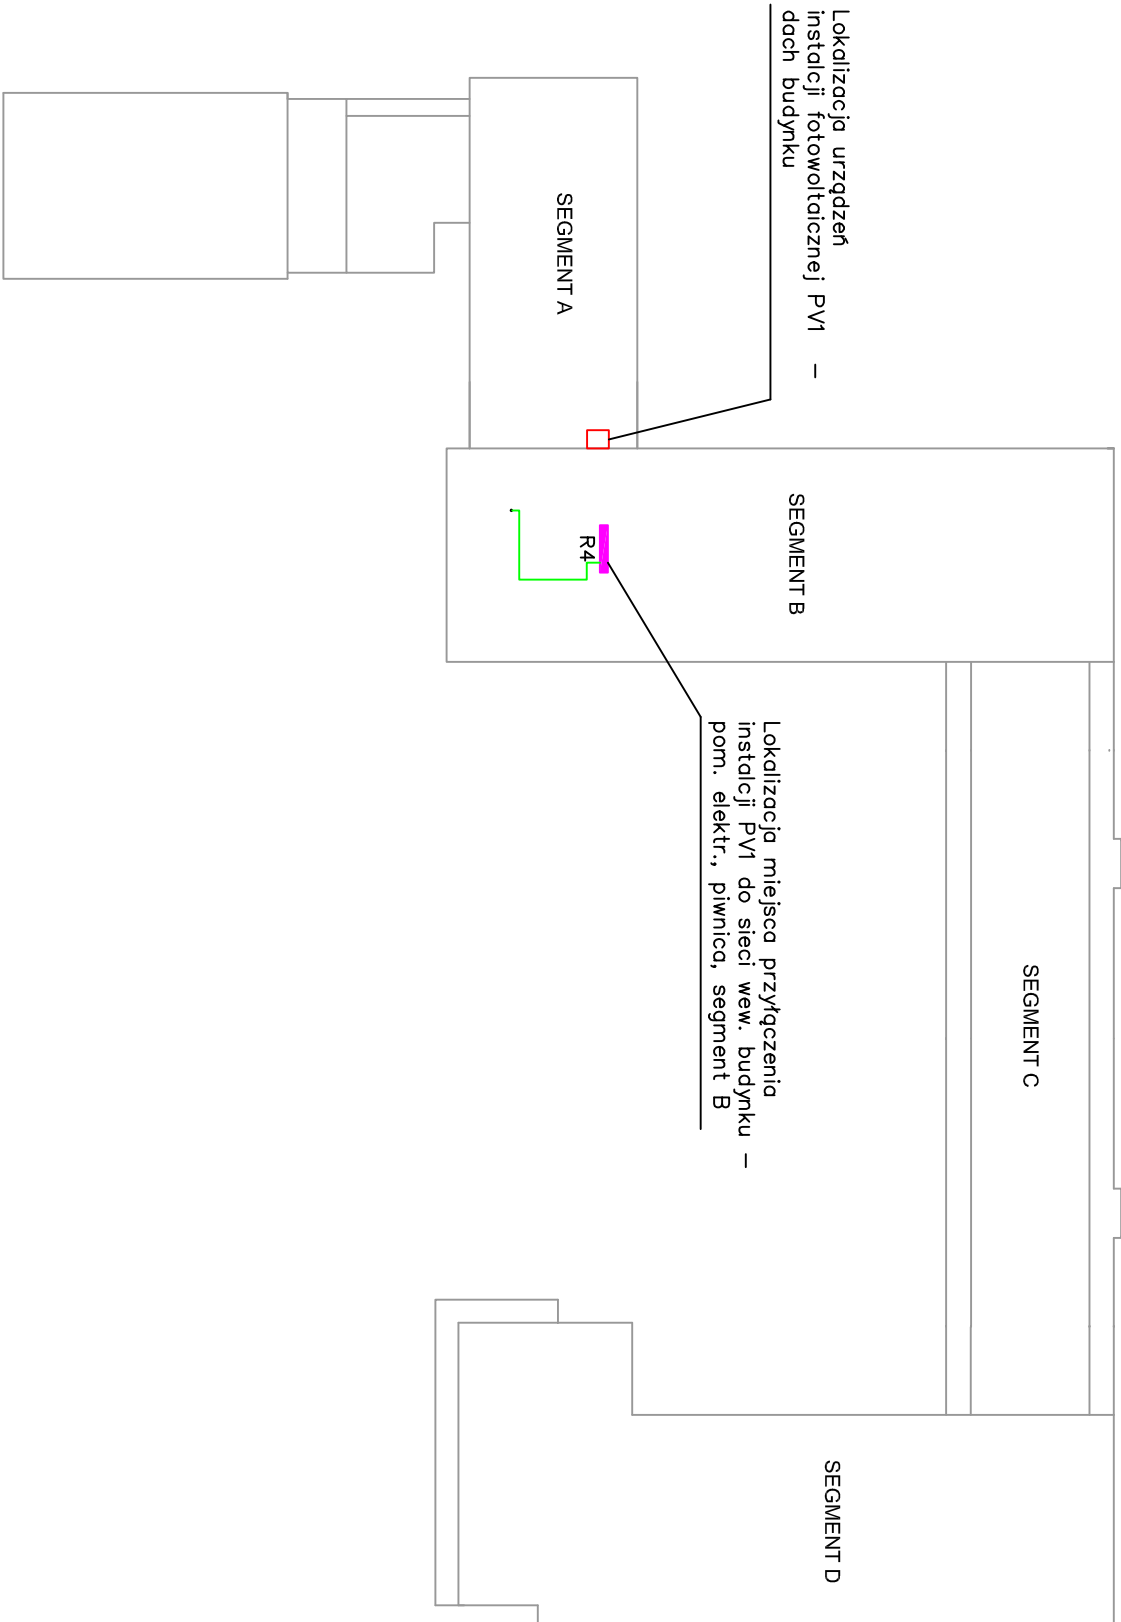 Lokalizacja urządzeń
instalcji fotowoltaicznej PV1 –
dach budynku
SEGMENT A
SEGMENT B
R4
Lokalizacja miejsca przyłączenia
instalcji PV1 do sieci wew. budynku –
pom. elektr., piwnica, segment B
SEGMENT C
SEGMENT D